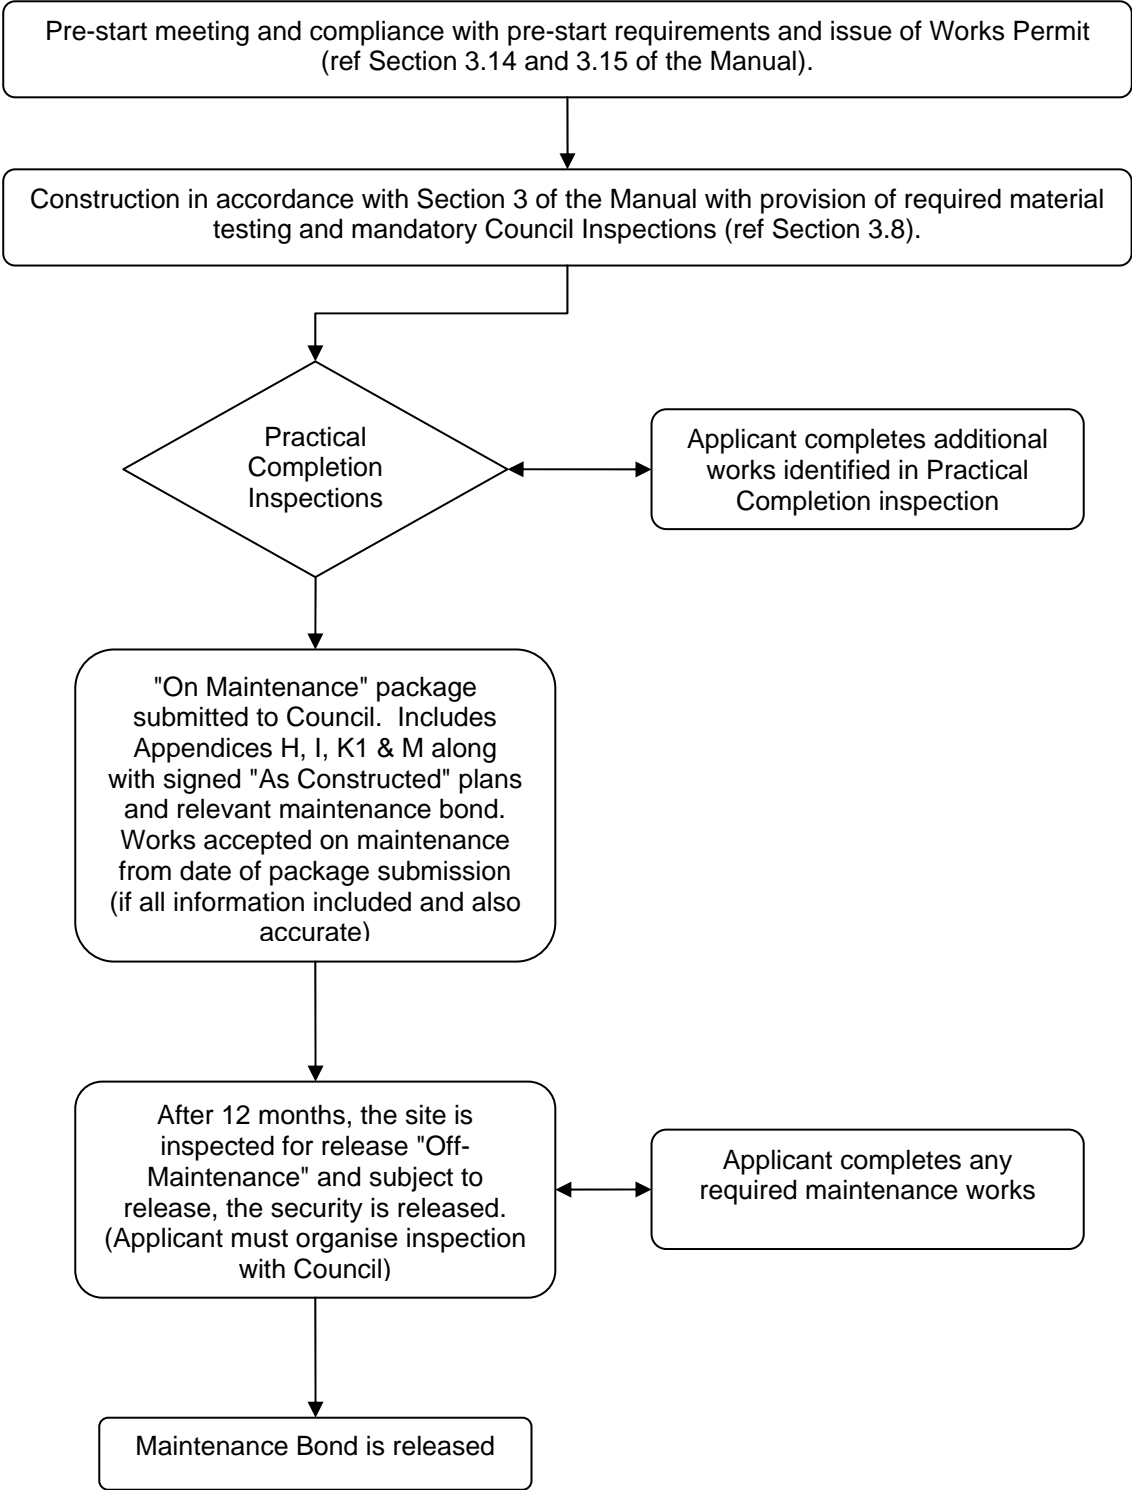 Pre-start meeting and compliance with pre-start requirements and issue of Works Permit
(ref Section 3.14 and 3.15 of the Manual).
Construction in accordance with Section 3 of the Manual with provision of required material
testing and mandatory Council Inspections (ref Section 3.8).
Practical
Completion
Inspections
Applicant completes additional
works identified in Practical
Completion inspection
"On Maintenance" package
submitted to Council.  Includes
Appendices H, I, K1 & M along
with signed "As Constructed" plans
and relevant maintenance bond.
Works accepted on maintenance
from date of package submission
(if all information included and also
accurate)
After 12 months, the site is
inspected for release "Off-
Maintenance" and subject to
release, the security is released.
(Applicant must organise inspection
with Council)
Applicant completes any
required maintenance works
Maintenance Bond is released